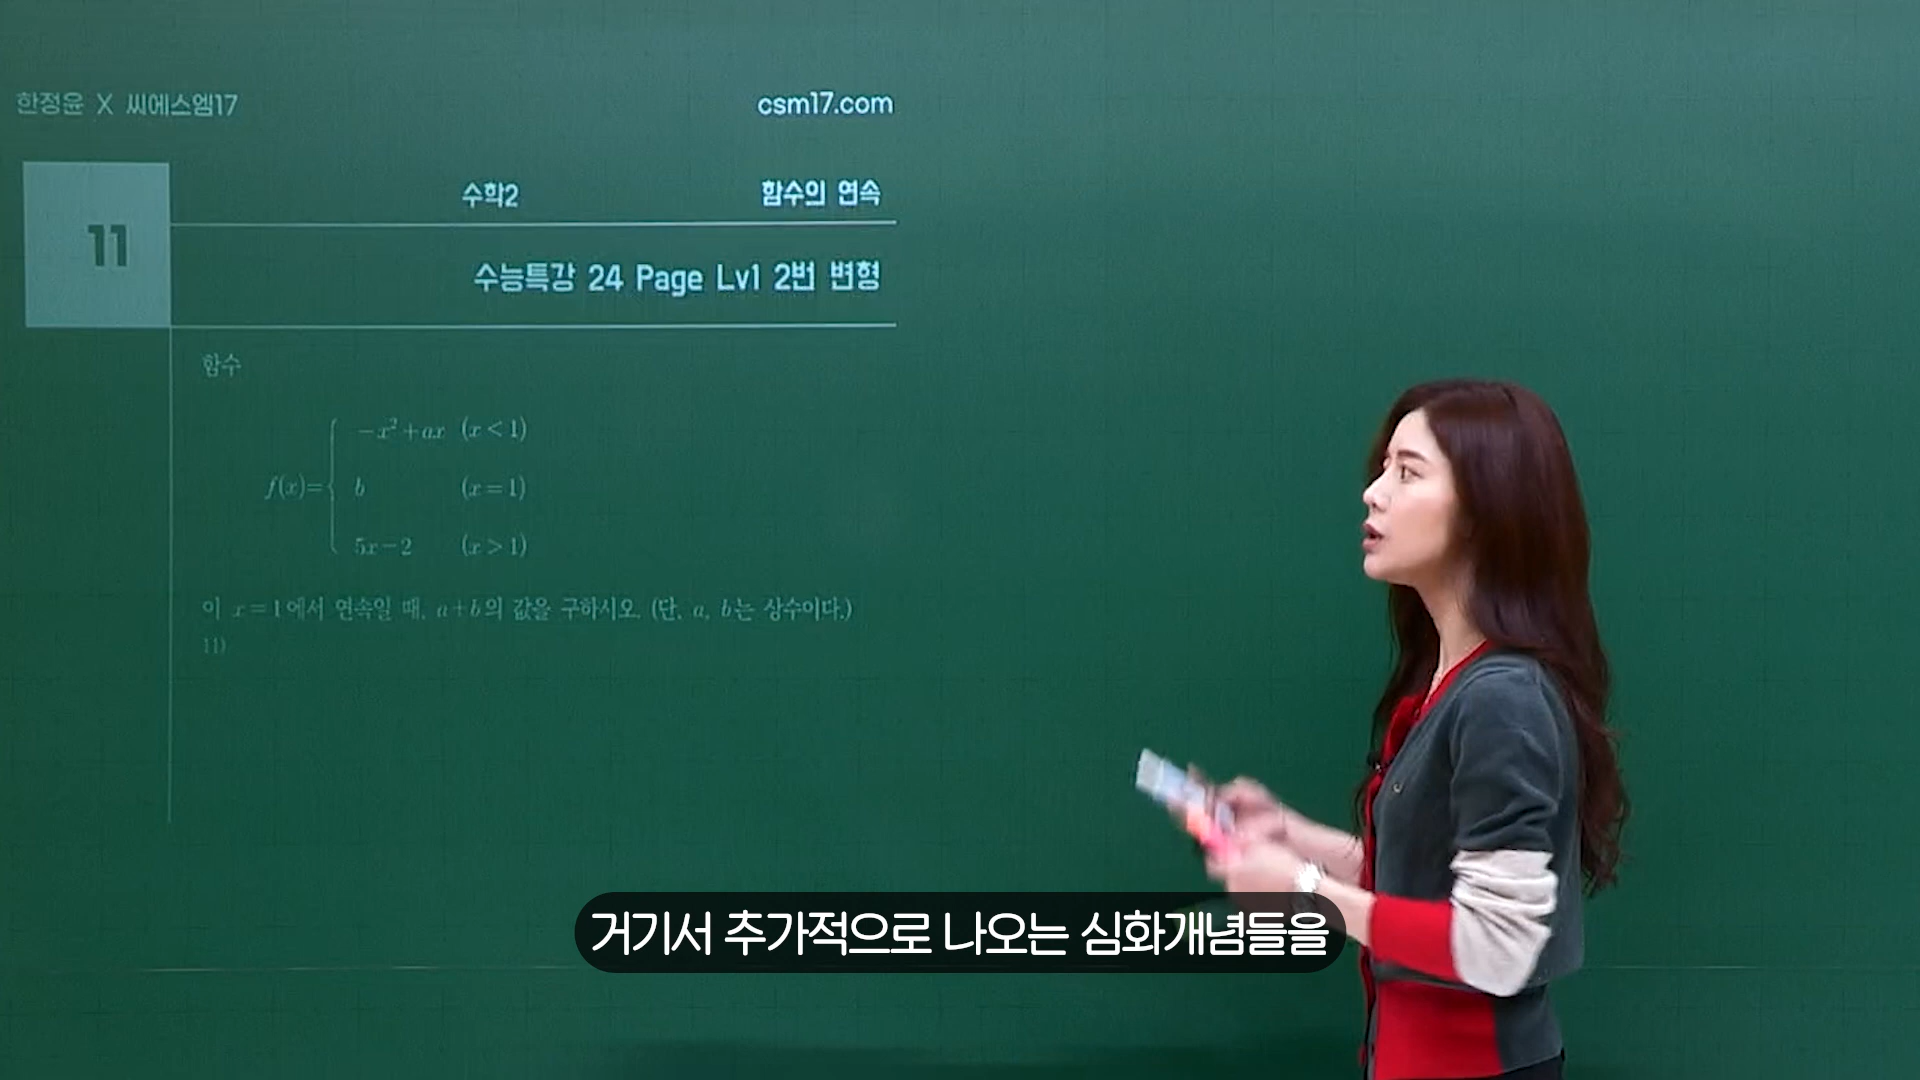 한정윤 X 씨에스엠17
csm17.com
11
수학2
함수의 연속
수능특강 24 Page Lv1 2번 변형
함수
f(x)= { -x²+ax (x<1)
b (x=1)
5x-2 (x>1)
이 x=1에서 연속일 때, a+b의 값을 구하시오. (단, a, b는 상수이다.)
11)
거기서 추가적으로 나오는 심화개념들을